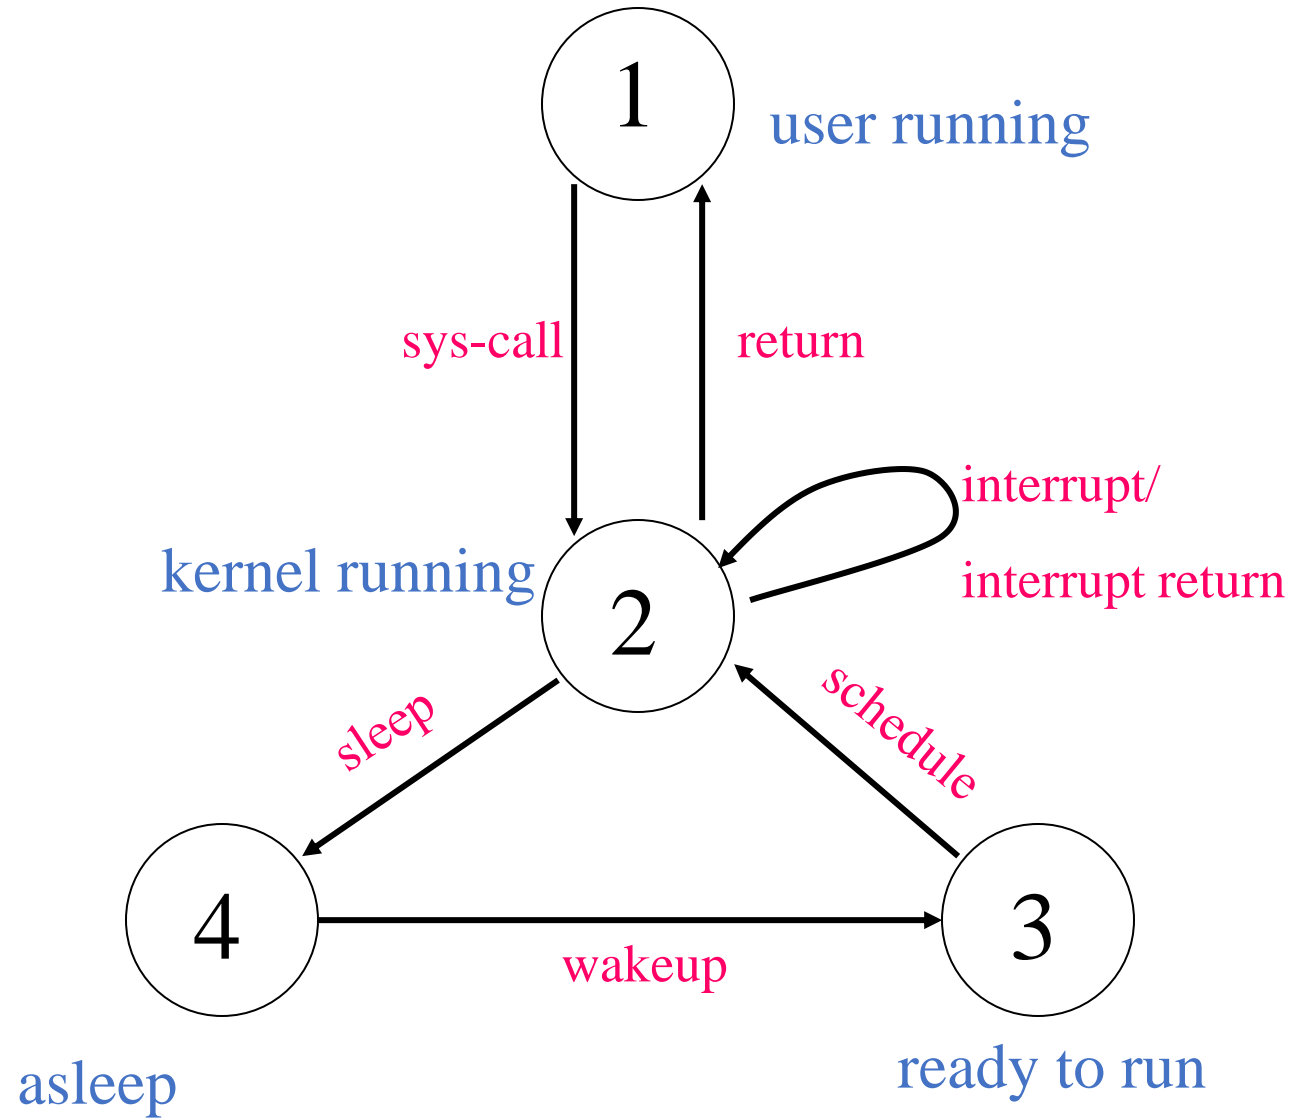 1
user running
sys-call
return
interrupt/
interrupt return
kernel running
2
sleep
schedule
4
3
wakeup
asleep
ready to run